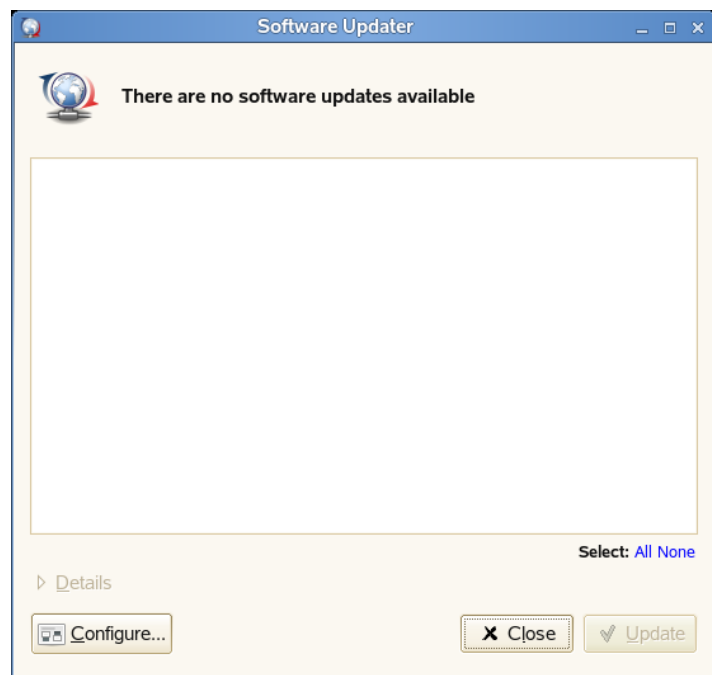 Software Updater
There are no software updates available
Select: All None
Details
Configure...
Close
Update